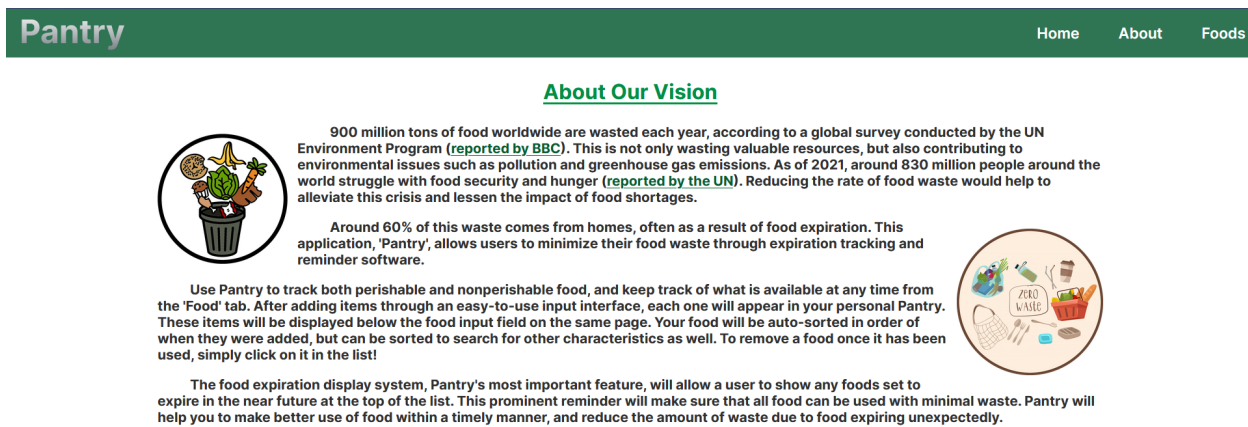 Pantry
Home About Foods
About Our Vision
900 million tons of food worldwide are wasted each year, according to a global survey conducted by the UN
Environment Program (reported by BBC). This is not only wasting valuable resources, but also contributing to
environmental issues such as pollution and greenhouse gas emissions. As of 2021, around 830 million people around the
world struggle with food security and hunger (reported by the UN). Reducing the rate of food waste would help to
alleviate this crisis and lessen the impact of food shortages.
Around 60% of this waste comes from homes, often as a result of food expiration. This
application, 'Pantry', allows users to minimize their food waste through expiration tracking and
reminder software.
Use Pantry to track both perishable and nonperishable food, and keep track of what is available at any time from
the 'Food' tab. After adding items through an easy-to-use input interface, each one will appear in your personal Pantry.
These items will be displayed below the food input field on the same page. Your food will be auto-sorted in order of
when they were added, but can be sorted to search for other characteristics as well. To remove a food once it has been
used, simply click on it in the list!
ZERO
WASTE
The food expiration display system, Pantry's most important feature, will allow a user to show any foods set to
expire in the near future at the top of the list. This prominent reminder will make sure that all food can be used with minimal waste. Pantry will
help you to make better use of food within a timely manner, and reduce the amount of waste due to food expiring unexpectedly.